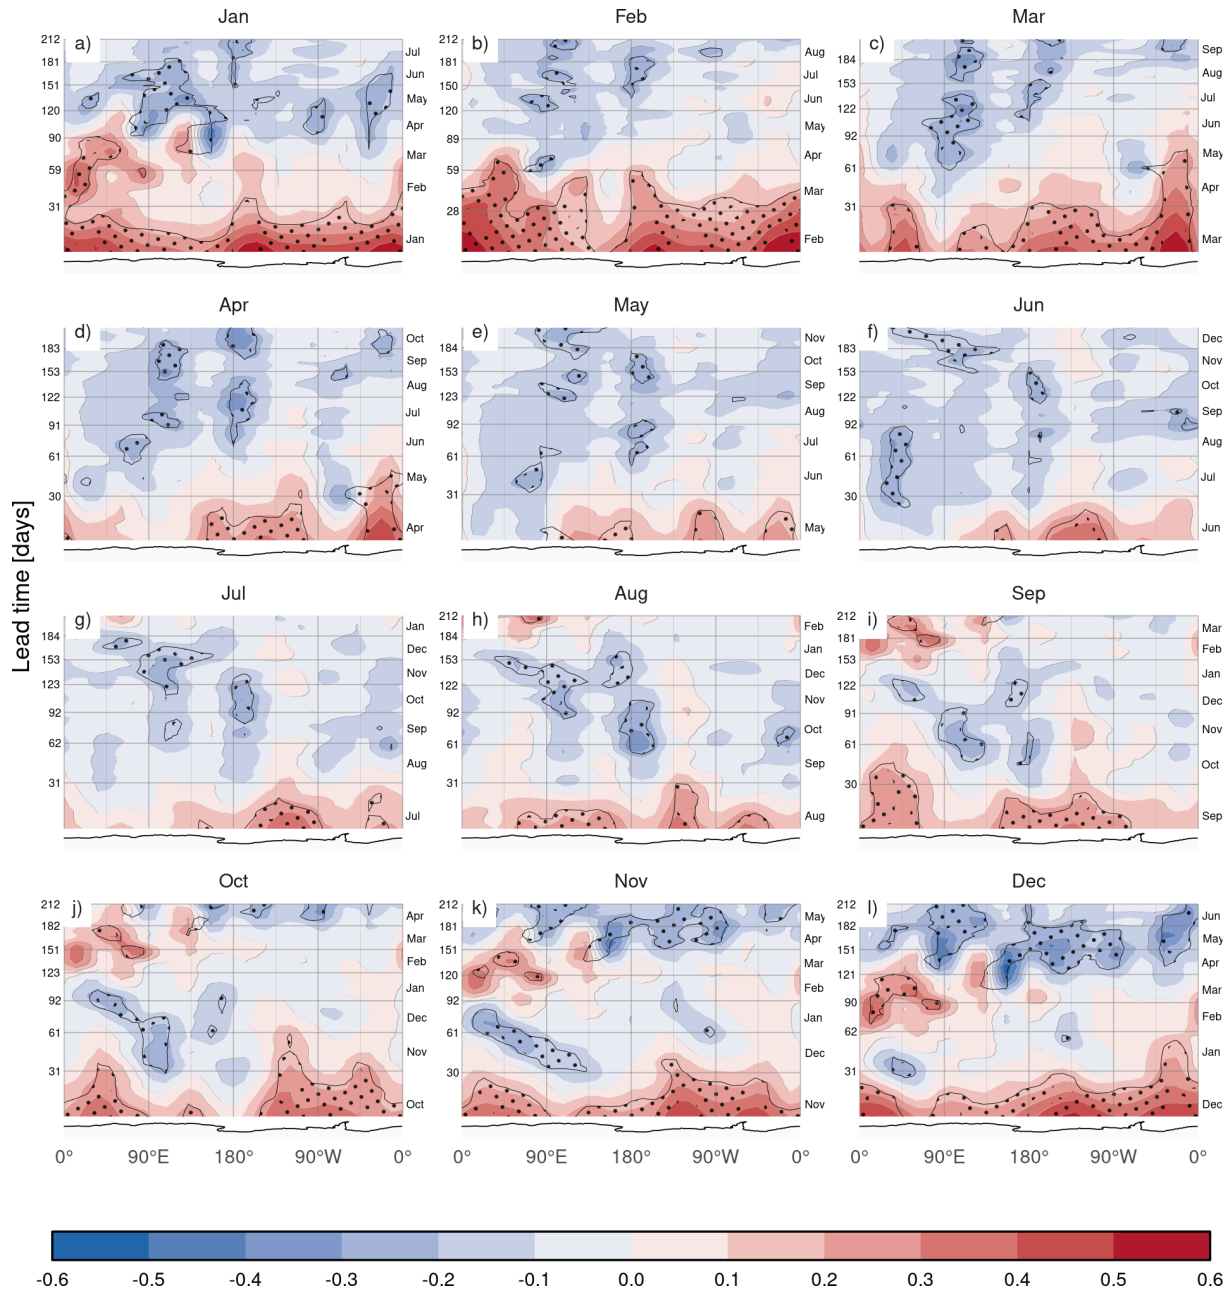 Jan Feb Mar
212 a) Jul 212 b) Aug c) Sep
181 Jun 181 Jul 184 Aug
151 May 150 Jun 153 Jul
120 Apr 120 May 122 Jun
90 Mar 89 Apr 92 May
59 Feb 59 Mar 61 Apr
31 Jan 28 Feb 31 Mar
Apr May Jun
d) Oct e) Nov f) Dec
183 Sep 184 Oct 183 Nov
153 Aug 153 Sep 153 Oct
122 Jul 122 Aug 122 Sep
91 Jun 92 Jul 92 Aug
61 May 61 Jun 61 Jul
30 Apr 31 May 30 Jun
Lead time [days]
Jul Aug Sep
g) Jan 212 h) Feb 212 i) Mar
184 Dec 184 Jan 181 Feb
153 Nov 153 Dec 153 Jan
123 Oct 122 Nov 122 Dec
92 Sep 92 Oct 91 Nov
62 Aug 61 Sep 61 Oct
31 Jul 31 Aug 30 Sep
Oct Nov Dec
212 j) Apr 212 k) May 212 l) Jun
182 Mar 181 Apr 182 May
151 Feb 151 Mar 151 Apr
123 Jan 120 Feb 121 Mar
92 Dec 92 Jan 90 Feb
61 Nov 61 Dec 62 Jan
31 Oct 30 Nov 31 Dec
0° 90°E 180° 90°W 0° 0° 90°E 180° 90°W 0° 0° 90°E 180° 90°W 0°
-0.6 -0.5 -0.4 -0.3 -0.2 -0.1 0.0 0.1 0.2 0.3 0.4 0.5 0.6